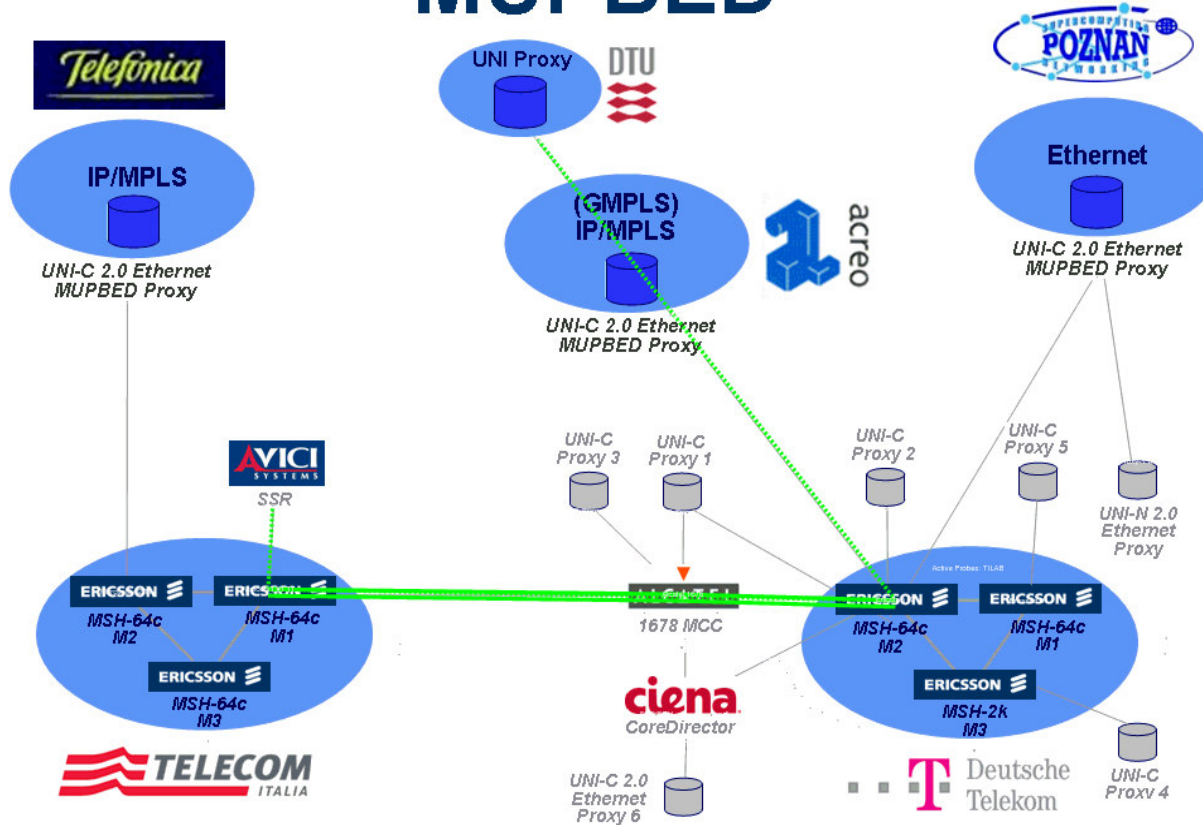 MUPBED
Telefónica
UNI Proxy
DTU
SUPERCOMPUTING
POZNAŃ
NETWORKING
IP/MPLS
UNI-C 2.0 Ethernet
MUPBED Proxy
(GMPLS)
IP/MPLS
acreo
UNI-C 2.0 Ethernet
MUPBED Proxy
Ethernet
UNI-C 2.0 Ethernet
MUPBED Proxy
AVICI
SYSTEMS
SSR
UNI-C
Proxy 3
UNI-C
Proxy 1
UNI-C
Proxy 2
UNI-C
Proxy 5
UNI-N 2.0
Ethernet
Proxy
Active Probes: TILAB
ERICSSON
MSH-64c
M2
ERICSSON
MSH-64c
M1
ERICSSON
MSH-64c
M3
1678 MCC
ERICSSON
MSH-64c
M2
ERICSSON
MSH-64c
M1
ERICSSON
MSH-2k
M3
ciena
CoreDirector
UNI-C 2.0
Ethernet
Proxy 6
UNI-C
Proxy 4
TELECOM
ITALIA
T
Deutsche
Telekom